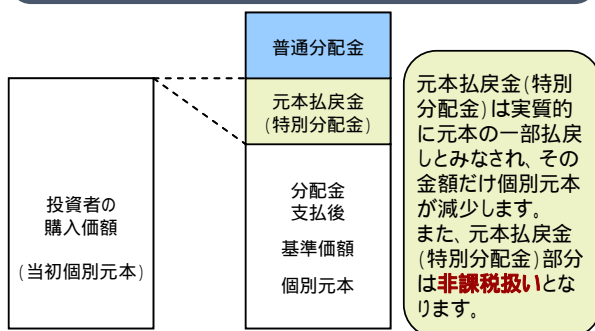 普通分配金
元本払戻金
(特別分配金)
投資者の
購入価額
(当初個別元本)
分配金
支払後
基準価額
個別元本
元本払戻金(特別
分配金)は実質的
に元本の一部払戻
しとみなされ、その
金額だけ個別元本
が減少します。
また、元本払戻金
(特別分配金)部分
は非課税扱いとな
ります。